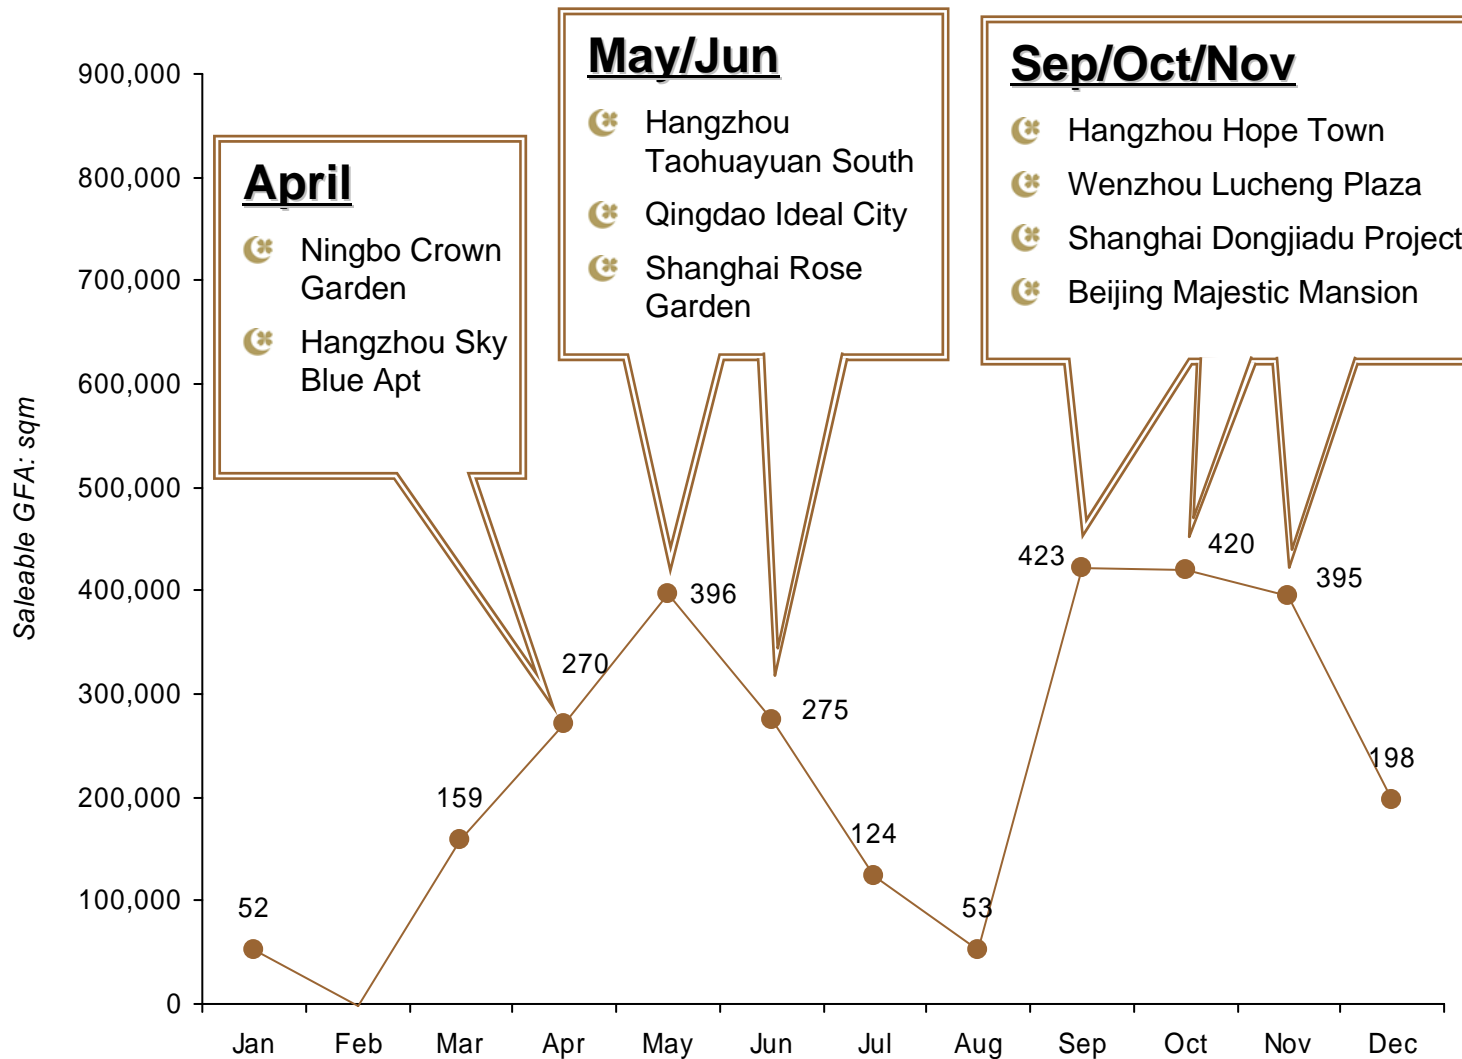 April
Ningbo Crown
Garden
Hangzhou Sky
Blue Apt
May/Jun
Hangzhou
Taohuayuan South
Qingdao Ideal City
Shanghai Rose
Garden
Sep/Oct/Nov
Hangzhou Hope Town
Wenzhou Lucheng Plaza
Shanghai Dongjiadu Project
Beijing Majestic Mansion
Saleable GFA: sqm
900,000
800,000
700,000
600,000
500,000
400,000
300,000
200,000
100,000
0
52
159
270
396
275
124
53
423
420
395
198
Jan
Feb
Mar
Apr
May
Jun
Jul
Aug
Sep
Oct
Nov
Dec